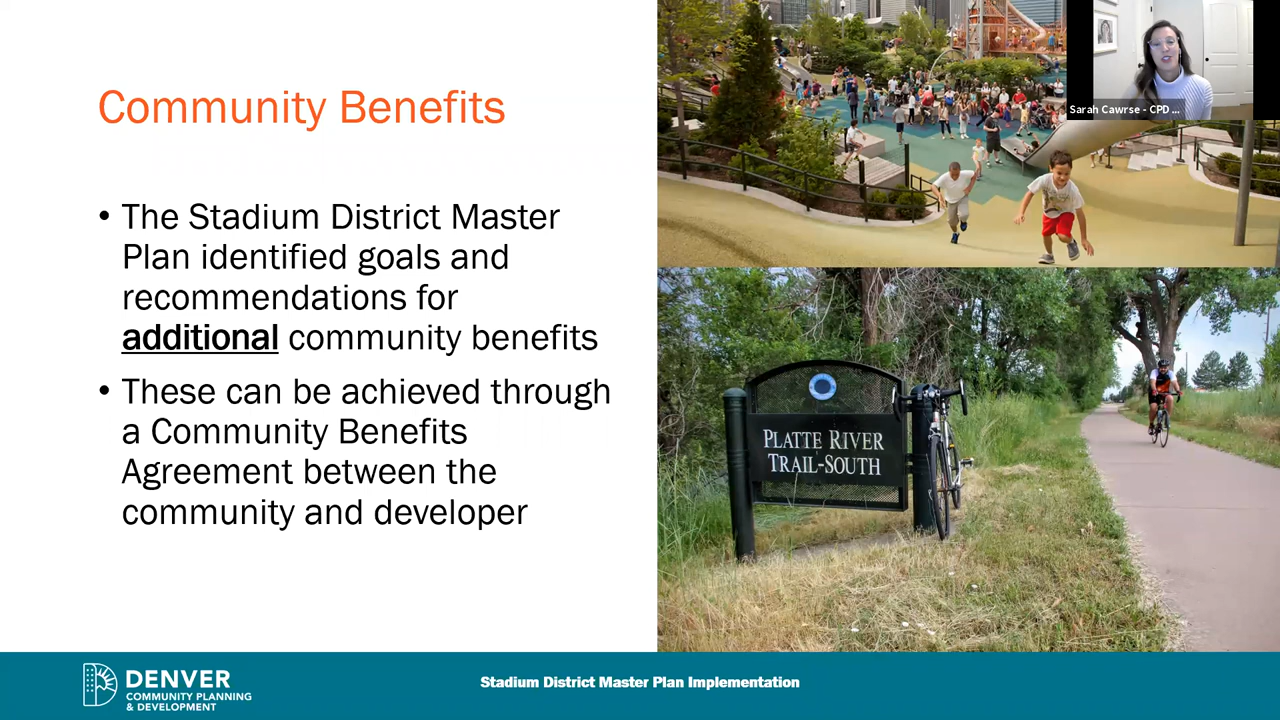 Community Benefits
• The Stadium District Master
Plan identified goals and
recommendations for
additional community benefits
• These can be achieved through
a Community Benefits
Agreement between the
community and developer
Sarah Cawrse - CPD ...
PLATTE RIVER
TRAIL-SOUTH
DENVER
COMMUNITY PLANNING
& DEVELOPMENT
Stadium District Master Plan Implementation